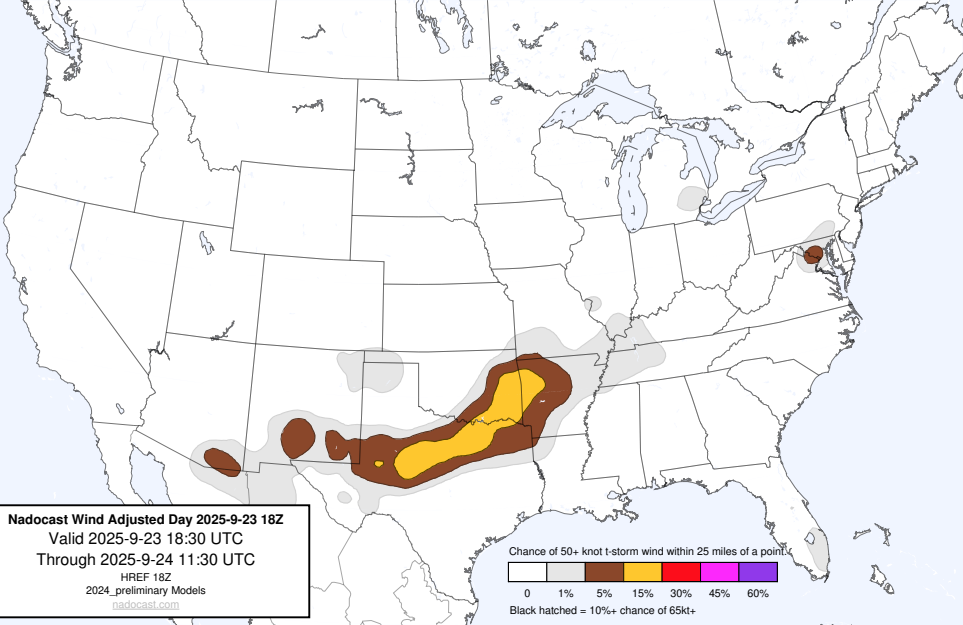 Nadocast Wind Adjusted Day 2025-9-23 18Z
Valid 2025-9-23 18:30 UTC
Through 2025-9-24 11:30 UTC
HREF 18Z
2024_preliminary Models
nadocast.com
Chance of 50+ knot t-storm wind within 25 miles of a point.
0 1% 5% 15% 30% 45% 60%
Black hatched = 10%+ chance of 65kt+